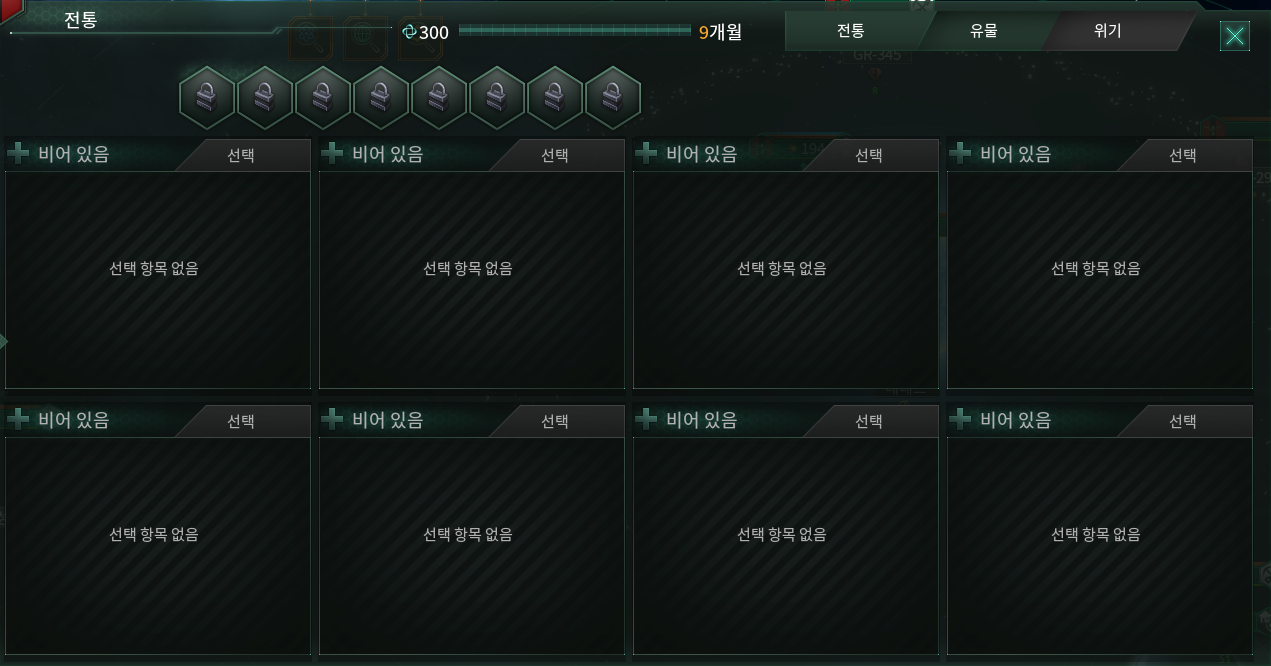 전통
300
9개월
전통
유물
위기
GR-345
8
비어 있음 선택
비어 있음 선택
비어 있음 선택
비어 있음 선택
선택 항목 없음
선택 항목 없음
선택 항목 없음
선택 항목 없음
비어 있음 선택
비어 있음 선택
비어 있음 선택
비어 있음 선택
선택 항목 없음
선택 항목 없음
선택 항목 없음
선택 항목 없음